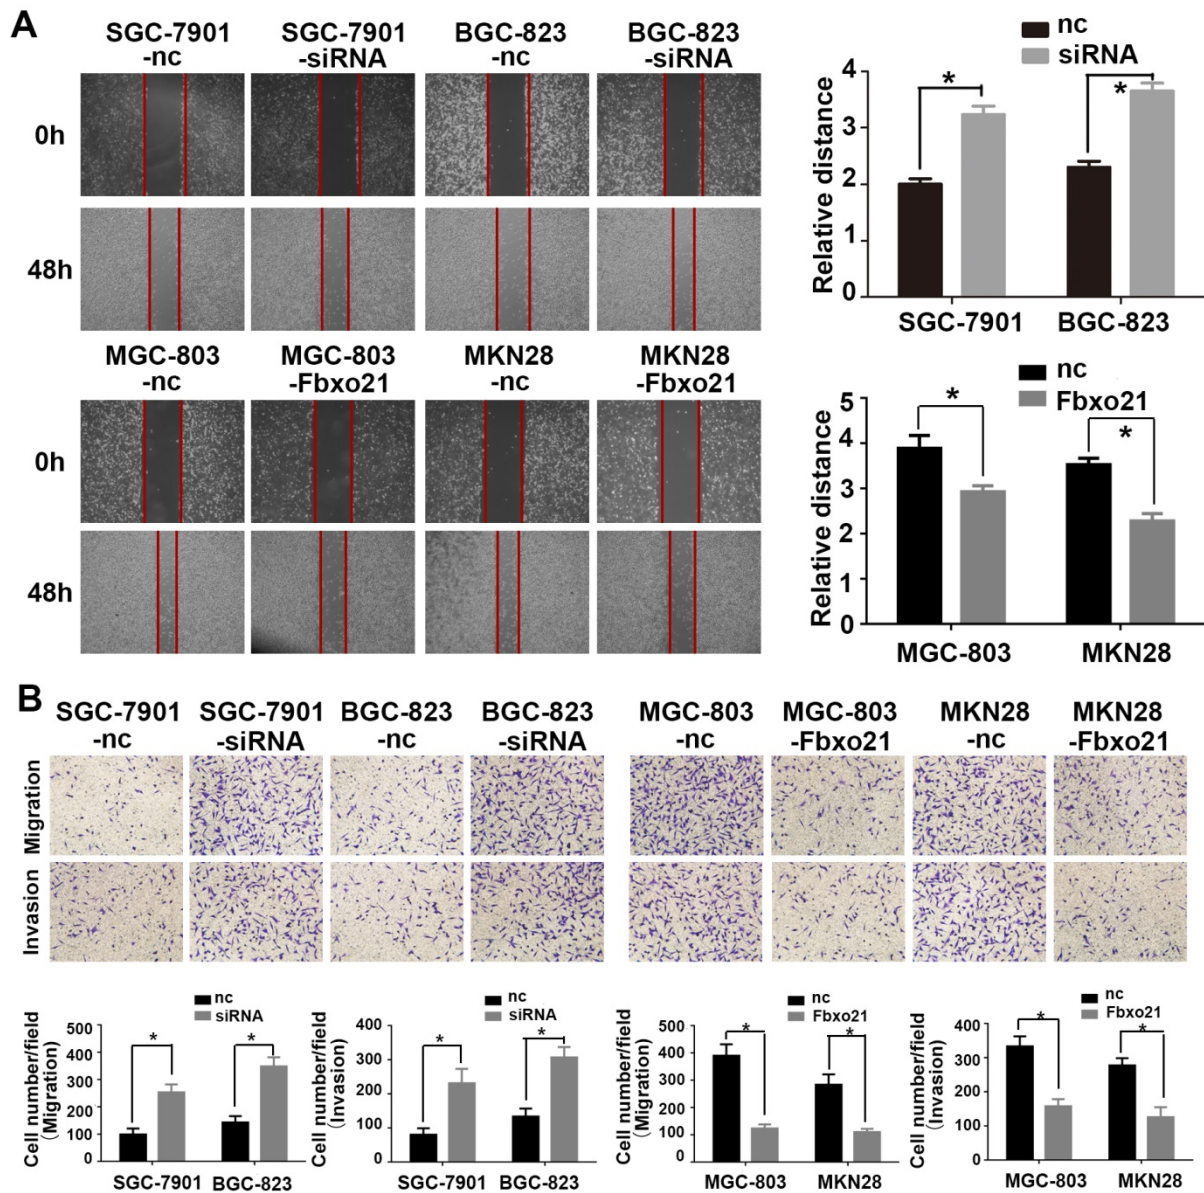 A
SGC-7901
-nc
SGC-7901
-siRNA
BGC-823
-nc
BGC-823
-siRNA
0h
48h
nc
siRNA
Relative distance
4
3
2
1
0
*
*
SGC-7901
BGC-823
MGC-803
-nc
MGC-803
-Fbxo21
MKN28
-nc
MKN28
-Fbxo21
0h
48h
nc
Fbxo21
Relative distance
5
4
3
2
1
0
*
*
MGC-803
MKN28
B
SGC-7901
-nc
SGC-7901
-siRNA
BGC-823
-nc
BGC-823
-siRNA
MGC-803
-nc
MGC-803
-Fbxo21
MKN28
-nc
MKN28
-Fbxo21
Migration
Invasion
nc
siRNA
Cell number/field
(Migration)
500
400
300
200
100
0
*
*
SGC-7901
BGC-823
nc
siRNA
Cell number/field
(Invasion)
400
300
200
100
0
*
*
SGC-7901
BGC-823
nc
Fbxo21
Cell number/field
(Migration)
500
400
300
200
100
0
*
*
MGC-803
MKN28
nc
Fbxo21
Cell number/field
(Invasion)
400
300
200
100
0
*
*
MGC-803
MKN28